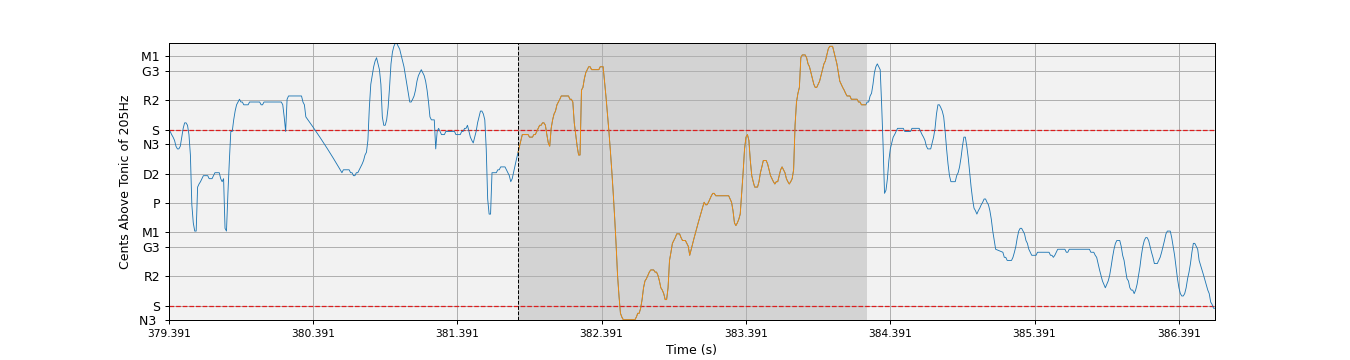 M1
G3
R2
S
N3
D2
P
M1
G3
R2
S
N3
Cents Above Tonic of 205Hz
379.391 380.391 381.391 382.391 383.391 384.391 385.391 386.391
Time (s)